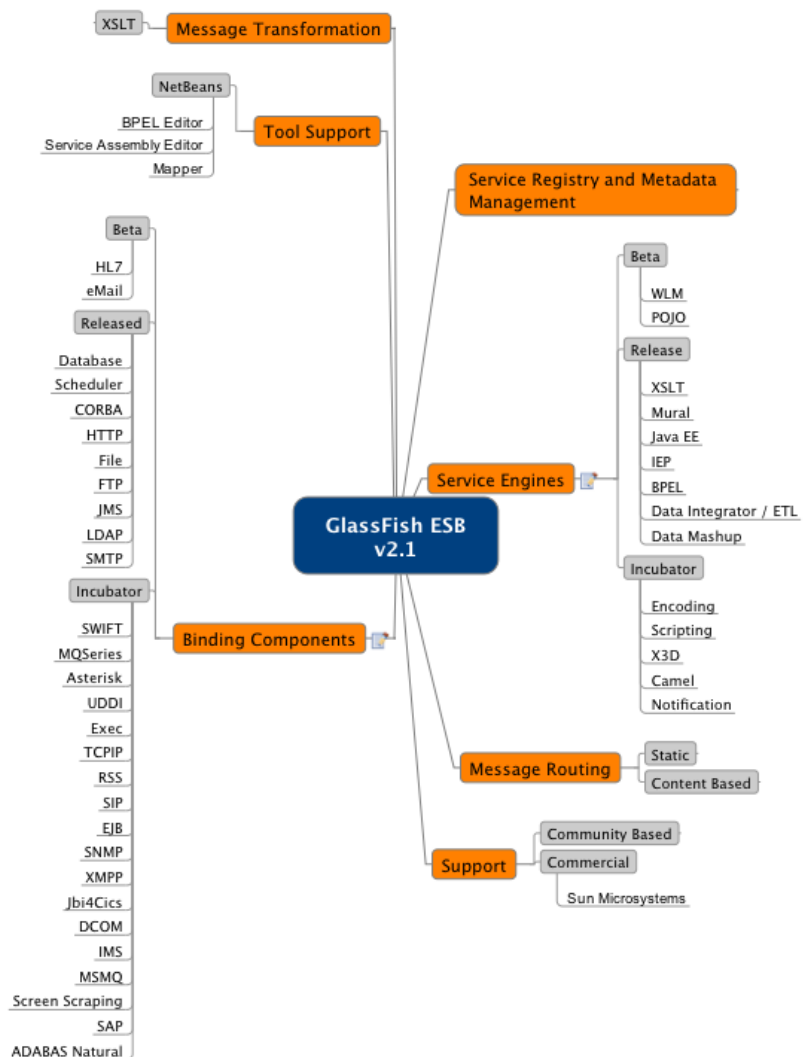 XSLT
Message Transformation
NetBeans
BPEL Editor
Service Assembly Editor
Mapper
Tool Support
Service Registry and Metadata
Management
Beta
HL7
eMail
Released
Database
Scheduler
CORBA
HTTP
File
FTP
JMS
LDAP
SMTP
Incubator
SWIFT
MQSeries
Asterisk
UDDI
Exec
TCPIP
RSS
SIP
EJB
SNMP
XMPP
Jbi4Cics
DCOM
IMS
MSMQ
Screen Scraping
SAP
ADABAS Natural
Binding Components
GlassFish ESB
v2.1
Service Engines
Beta
WLM
POJO
Release
XSLT
Mural
Java EE
IEP
BPEL
Data Integrator / ETL
Data Mashup
Incubator
Encoding
Scripting
X3D
Camel
Notification
Message Routing
Static
Content Based
Support
Community Based
Commercial
Sun Microsystems